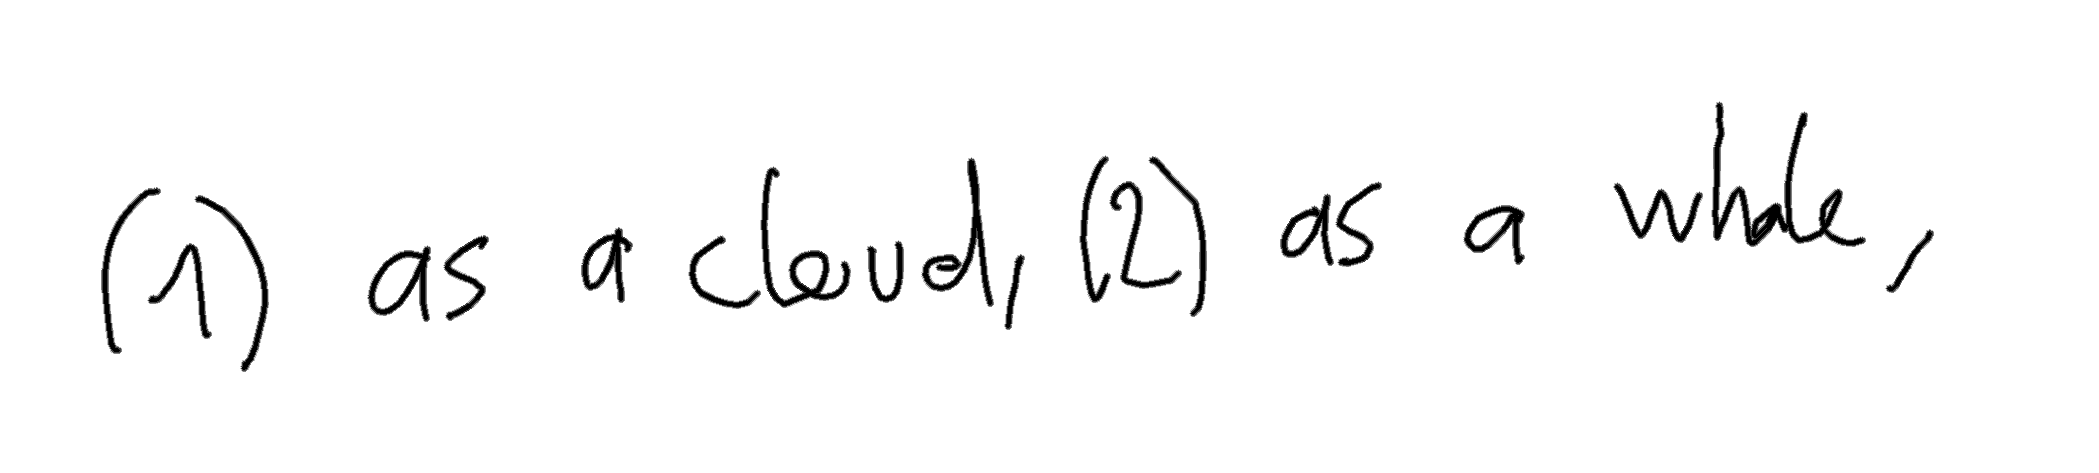 (1) as a cloud, (2) as a whale,